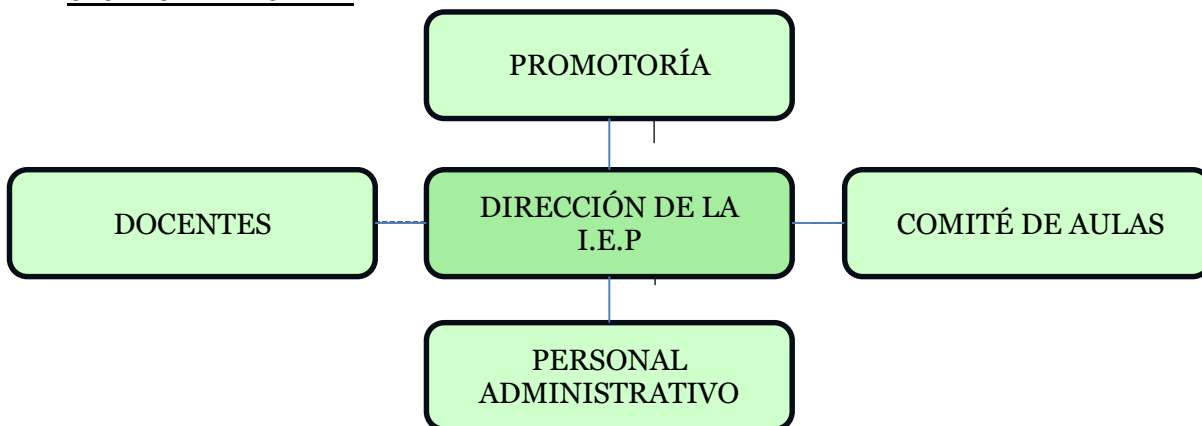 PROMOTORÍA
DOCENTES
DIRECCIÓN DE LA
I.E.P
COMITÉ DE AULAS
PERSONAL
ADMINISTRATIVO